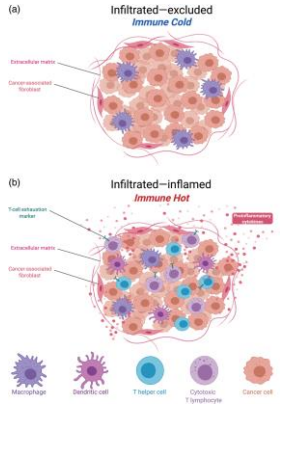 (a)
Infiltrated—excluded
Immune Cold
Extracellular matrix
Cancer-associated
fibroblast
(b)
Infiltrated—inflamed
Immune Hot
T-cell exhaustion
marker
Proinflammatory
cytokines
Extracellular matrix
Cancer-associated
fibroblast
Macrophage
Dendritic cell
T helper cell
Cytotoxic
T lymphocyte
Cancer cell